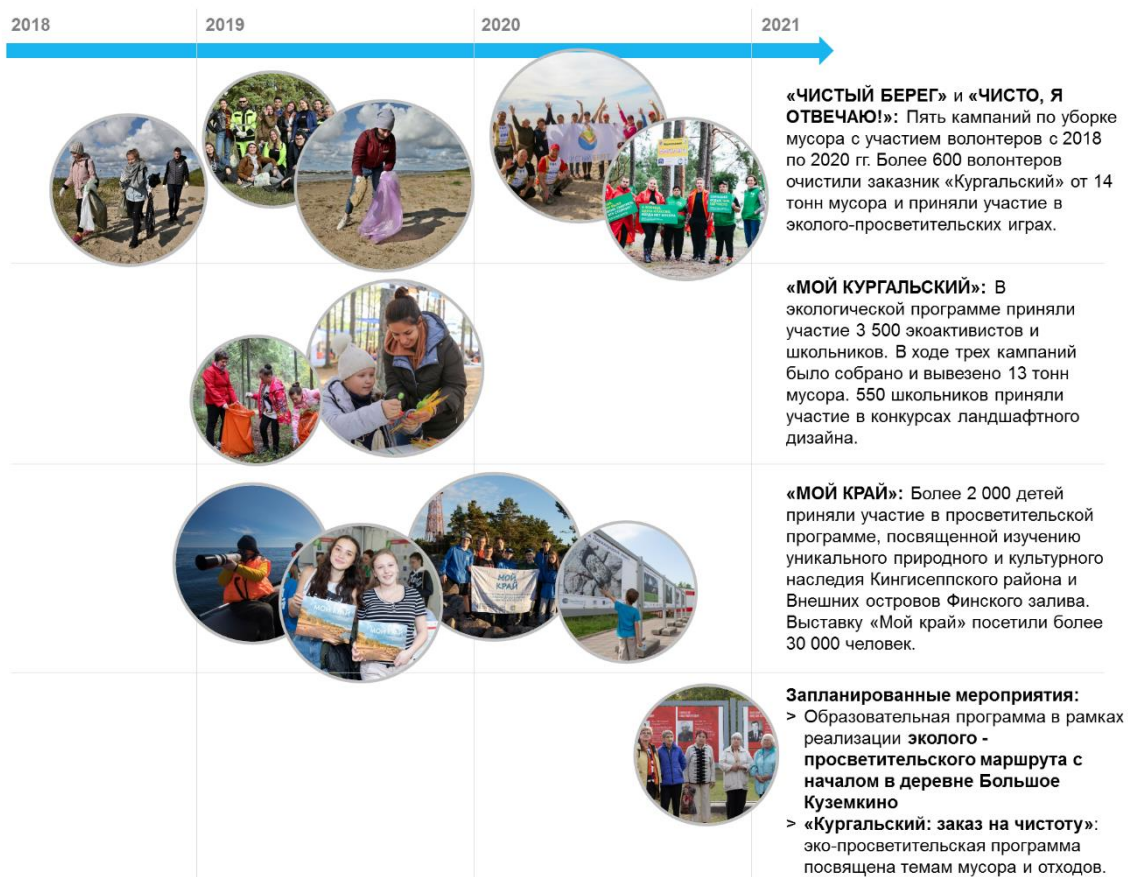 2018
2019
2020
2021
«ЧИСТЫЙ БЕРЕГ» и «ЧИСТО, Я
ОТВЕЧАЮ!»: Пять кампаний по уборке
мусора с участием волонтеров с 2018
по 2020 гг. Более 600 волонтеров
очистили заказник «Кургальский» от 14
тонн мусора и приняли участие в
эколого-просветительских играх.
«МОЙ КУРГАЛЬСКИЙ»: В
экологической программе приняли
участие 3 500 экоактивистов и
школьников. В ходе трех кампаний
было собрано и вывезено 13 тонн
мусора. 550 школьников приняли
участие в конкурсах ландшафтного
дизайна.
МОЙ
КРАЙ
«МОЙ КРАЙ»: Более 2 000 детей
приняли участие в просветительской
программе, посвященной изучению
уникального природного и культурного
наследия Кингисеппского района и
Внешних островов Финского залива.
Выставку «Мой край» посетили более
30 000 человек.
Запланированные мероприятия:
> Образовательная программа в рамках
реализации эколого -
просветительского маршрута с
началом в деревне Большое
Куземкино
> «Кургальский: заказ на чистоту»:
эко-просветительская программа
посвящена темам мусора и отходов.